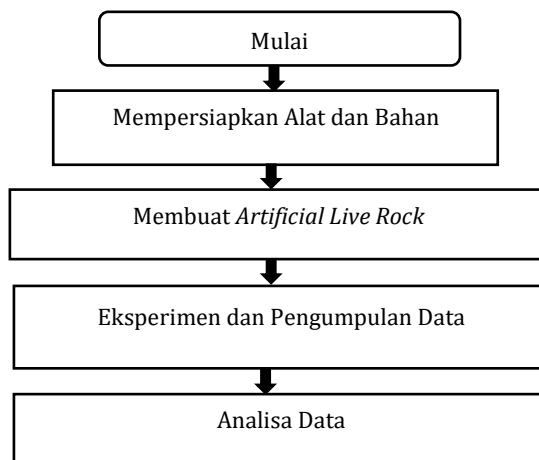 Mulai
Mempersiapkan Alat dan Bahan
Membuat Artificial Live Rock
Eksperimen dan Pengumpulan Data
Analisa Data